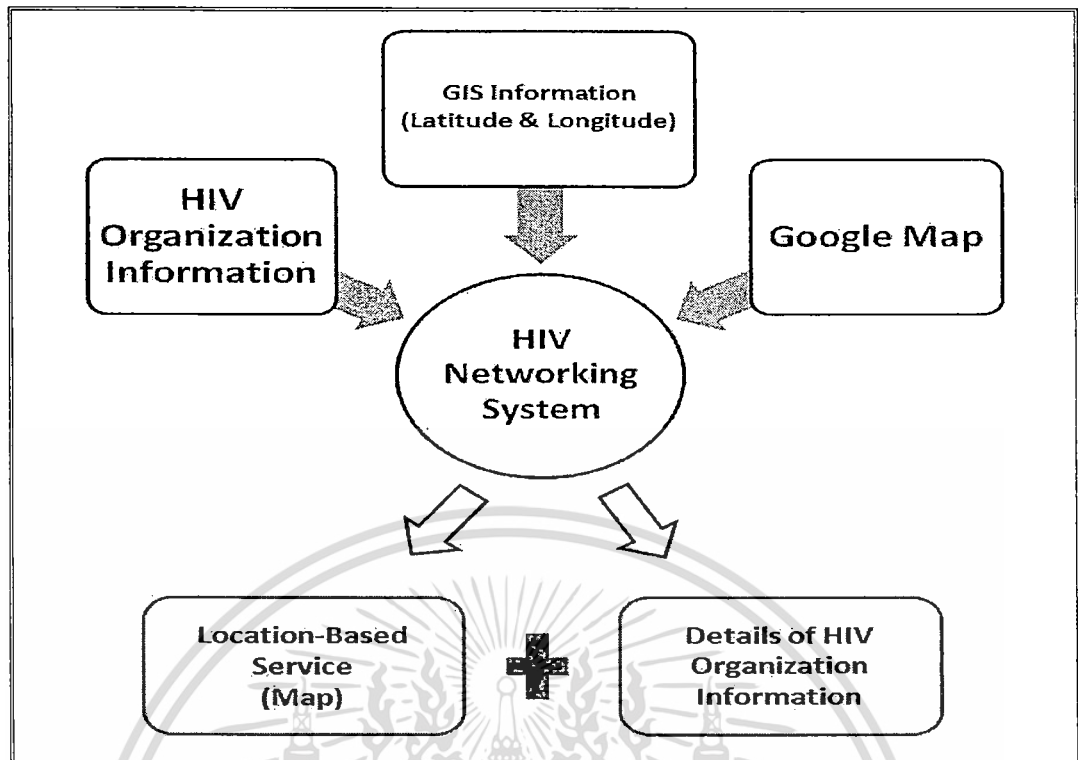 GIS Information
(Latitude & Longitude)
HIV
Organization
Information
Google Map
HIV
Networking
System
Location-Based
Service
(Map)
Details of HIV
Organization
Information